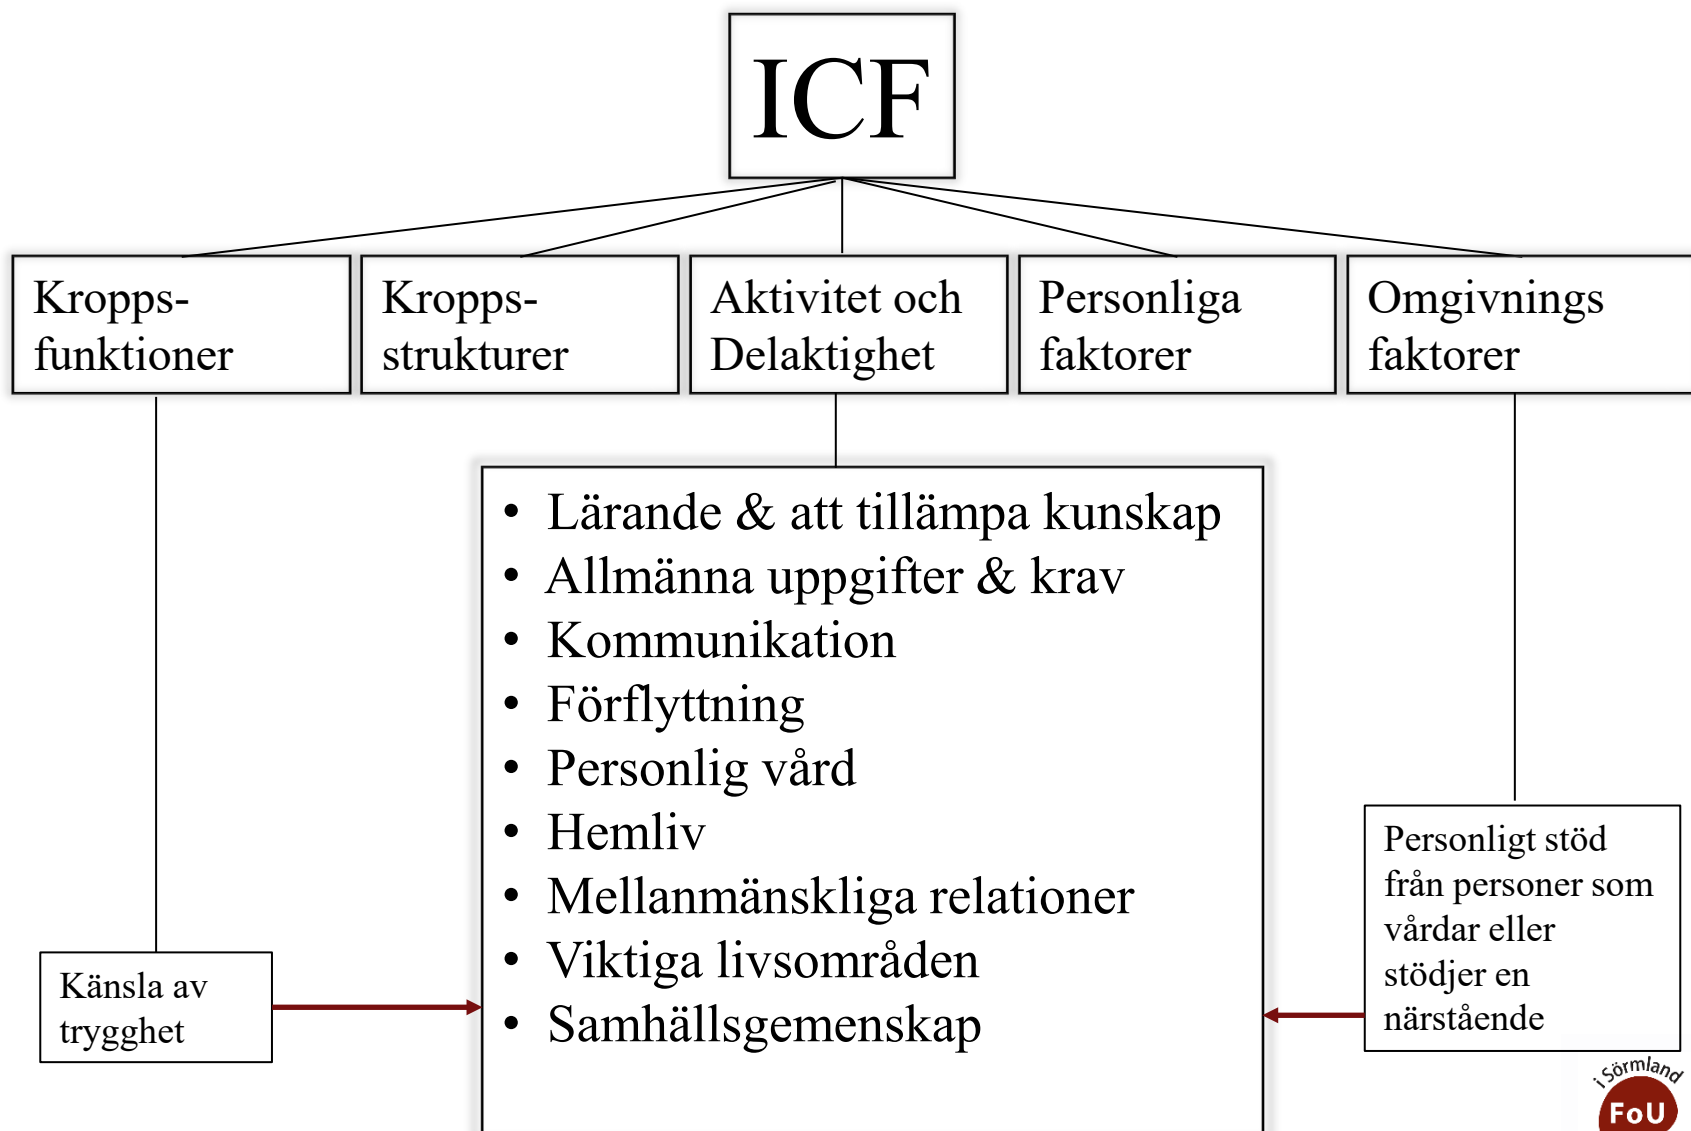 ICF
Kropps-
funktioner
Kropps-
strukturer
Aktivitet och
Delaktighet
Personliga
faktorer
Omgivnings
faktorer
• Lärande & att tillämpa kunskap
• Allmänna uppgifter & krav
• Kommunikation
• Förflyttning
• Personlig vård
• Hemliv
• Mellanmänskliga relationer
• Viktiga livsområden
• Samhällsgemenskap
Känsla av
trygghet
Personligt stöd
från personer som
vårdar eller
stödjer en
närstående
i Sörmland
FoU